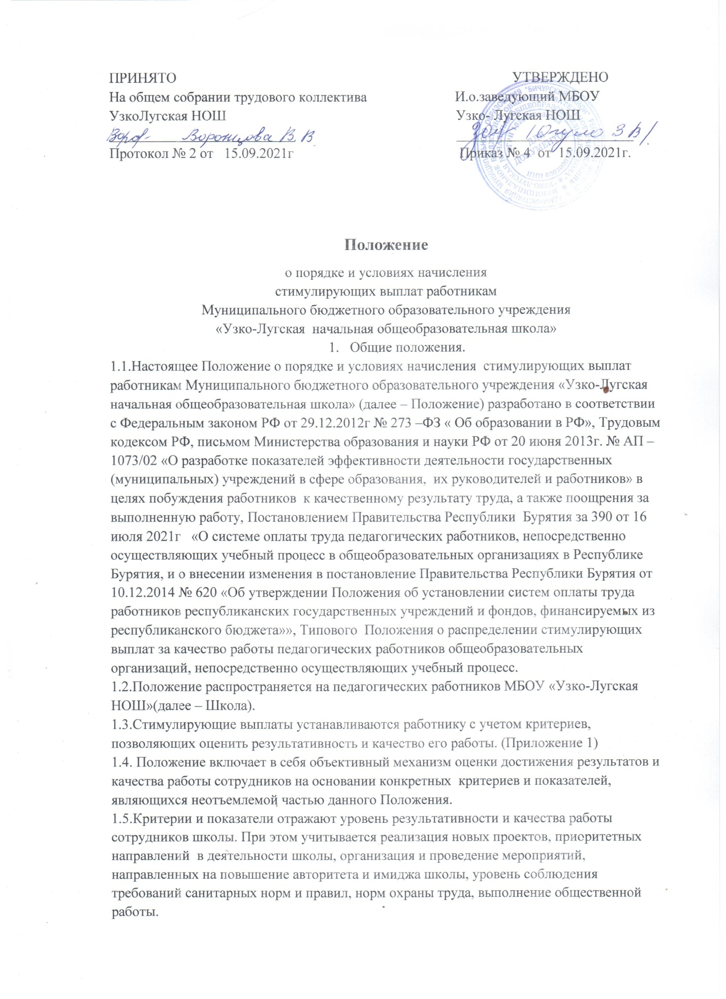 ПРИНЯТО УТВЕРЖДЕНО
На общем собрании трудового коллектива И.о.заведующий МБОУ
УзкоЛугская НОШ Узко- Лугская НОШ
Воронцова В. В
Протокол № 2 от 15.09.2021г Приказ № 4 от 15.09.2021г.
ДЛЯ ДОКУМЕНТОВ
Положение
о порядке и условиях начисления
стимулирующих выплат работникам
Муниципального бюджетного образовательного учреждения
«Узко-Лугская начальная общеобразовательная школа»
1. Общие положения.
1.1.Настоящее Положение о порядке и условиях начисления стимулирующих выплат
работникам Муниципального бюджетного образовательного учреждения «Узко-Лугская
начальная общеобразовательная школа» (далее – Положение) разработано в соответствии
с Федеральным законом РФ от 29.12.2012г № 273 –ФЗ « Об образовании в РФ», Трудовым
кодексом РФ, письмом Министерства образования и науки РФ от 20 июня 2013г. № АП –
1073/02 «О разработке показателей эффективности деятельности государственных
(муниципальных) учреждений в сфере образования, их руководителей и работников» в
целях побуждения работников к качественному результату труда, а также поощрения за
выполненную работу, Постановлением Правительства Республики Бурятия за 390 от 16
июля 2021г «О системе оплаты труда педагогических работников, непосредственно
осуществляющих учебный процесс в общеобразовательных организациях в Республике
Бурятия, и о внесении изменения в постановление Правительства Республики Бурятия от
10.12.2014 № 620 «Об утверждении Положения об установлении систем оплаты труда
работников республиканских государственных учреждений и фондов, финансируемых из
республиканского бюджета»», Типового Положения о распределении стимулирующих
выплат за качество работы педагогических работников общеобразовательных
организаций, непосредственно осуществляющих учебный процесс.
1.2.Положение распространяется на педагогических работников МБОУ «Узко-Лугская
НОШ»(далее – Школа).
1.3.Стимулирующие выплаты устанавливаются работнику с учетом критериев,
позволяющих оценить результативность и качество его работы. (Приложение 1)
1.4. Положение включает в себя объективный механизм оценки достижения результатов и
качества работы сотрудников на основании конкретных критериев и показателей,
являющихся неотъемлемой частью данного Положения.
1.5.Критерии и показатели отражают уровень результативности и качества работы
сотрудников школы. При этом учитывается реализация новых проектов, приоритетных
направлений в деятельности школы, организация и проведение мероприятий,
направленных на повышение авторитета и имиджа школы, уровень соблюдения
требований санитарных норм и правил, норм охраны труда, выполнение общественной
работы.